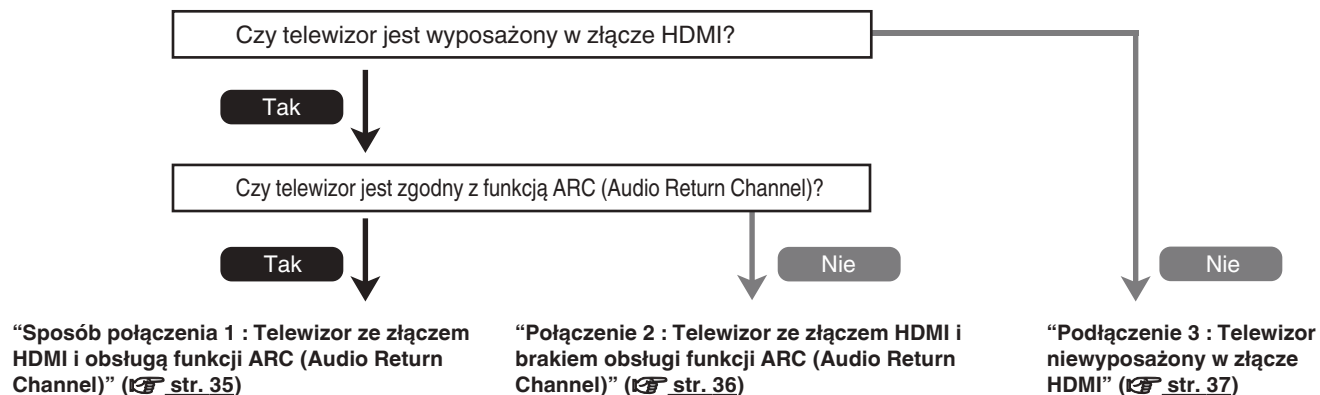 Czy telewizor jest wyposażony w złącze HDMI?
Tak
Czy telewizor jest zgodny z funkcją ARC (Audio Return Channel)?
Tak
Nie
Nie
“Sposób połączenia 1 : Telewizor ze złączem
HDMI i obsługą funkcji ARC (Audio Return
Channel)” (☞ str. 35)
“Połączenie 2 : Telewizor ze złączem HDMI i
brakiem obsługi funkcji ARC (Audio Return
Channel)” (☞ str. 36)
“Podłączenie 3 : Telewizor
niewyposażony w złącze
HDMI” (☞ str. 37)